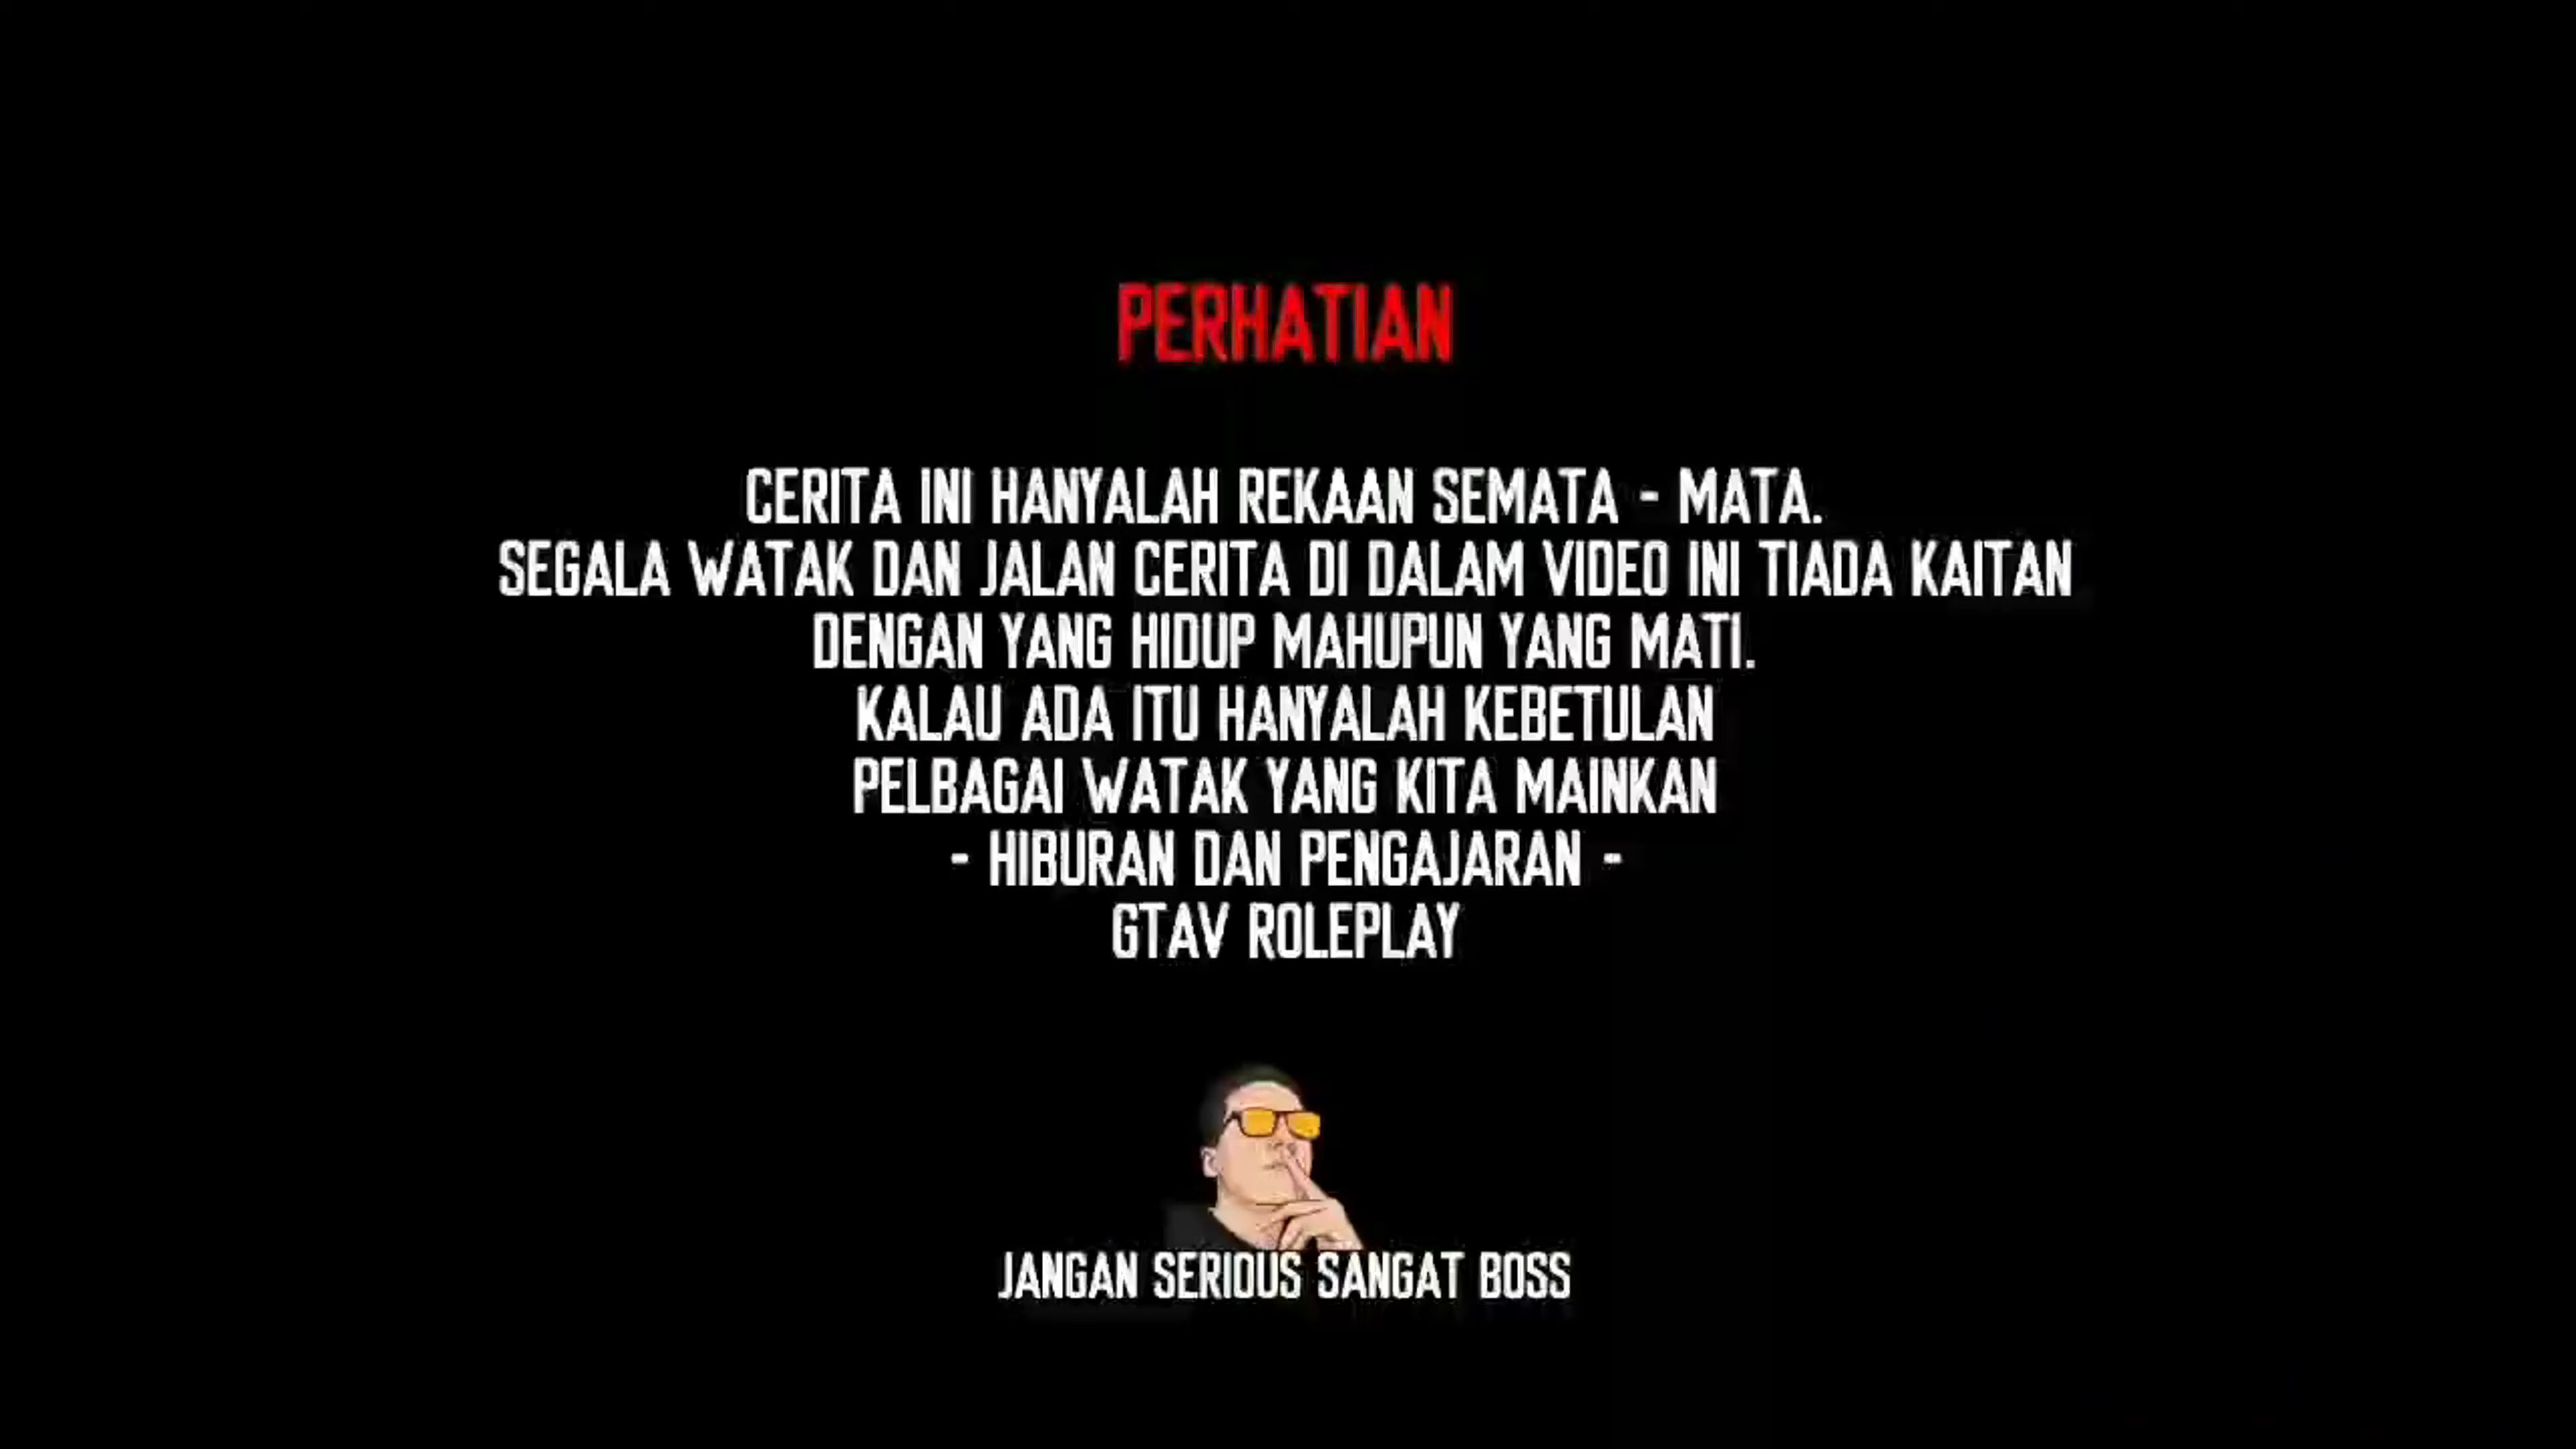 PERHATIAN
CERITA INI HANYALAH REKAAN SEMATA - MATA.
SEGALA WATAK DAN JALAN CERITA DI DALAM VIDEO INI TIADA KAITAN
DENGAN YANG HIDUP MAHUPUN YANG MATI.
KALAU ADA ITU HANYALAH KEBETULAN
PELBAGAI WATAK YANG KITA MAINKAN
- HIBURAN DAN PENGAJARAN -
GTAV ROLEPLAY
JANGAN SERIOUS SANGAT BOSS